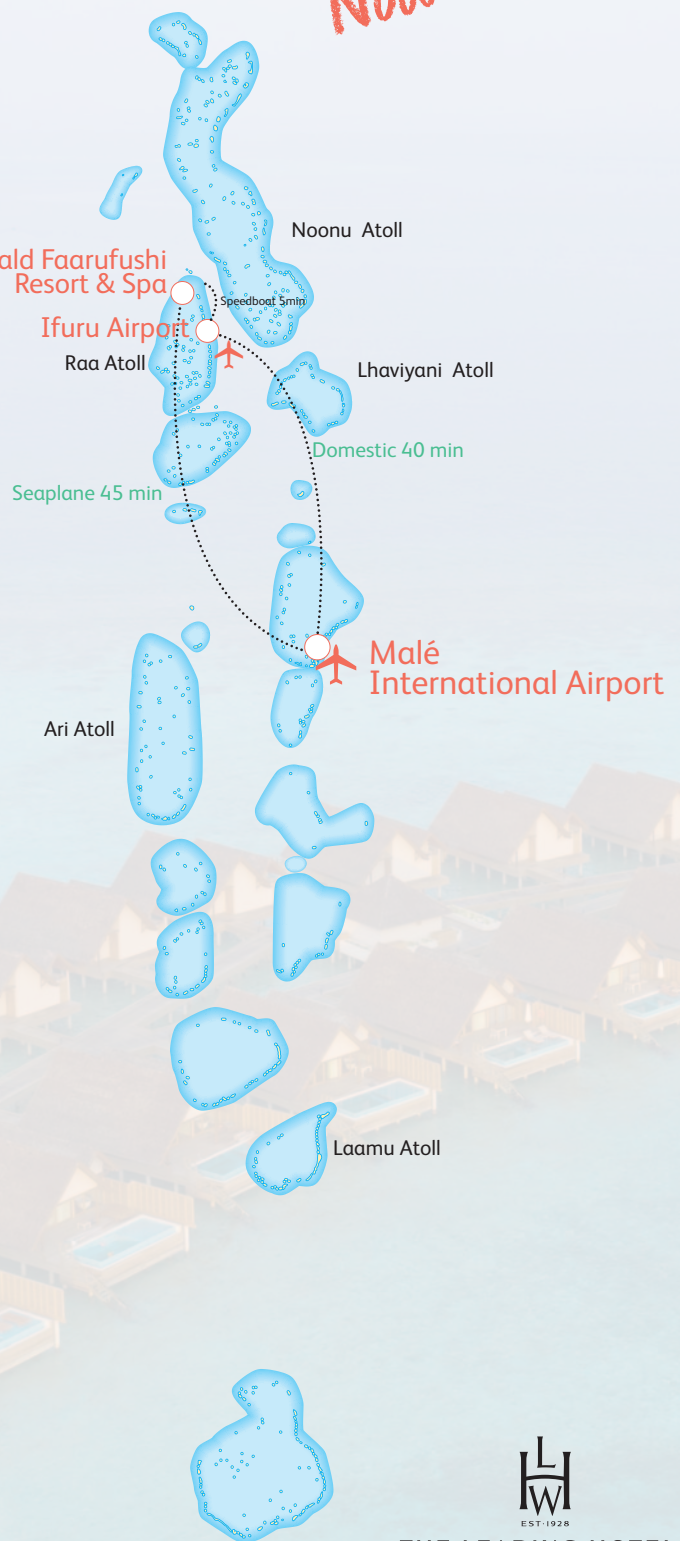 Noonu Atoll
ald Faarufushi
Resort & Spa
Speedboat 5min
Ifuru Airport
Raa Atoll
Lhaviyani Atoll
Domestic 40 min
Seaplane 45 min
Malé
International Airport
Ari Atoll
Laamu Atoll
LHW
EST·1928